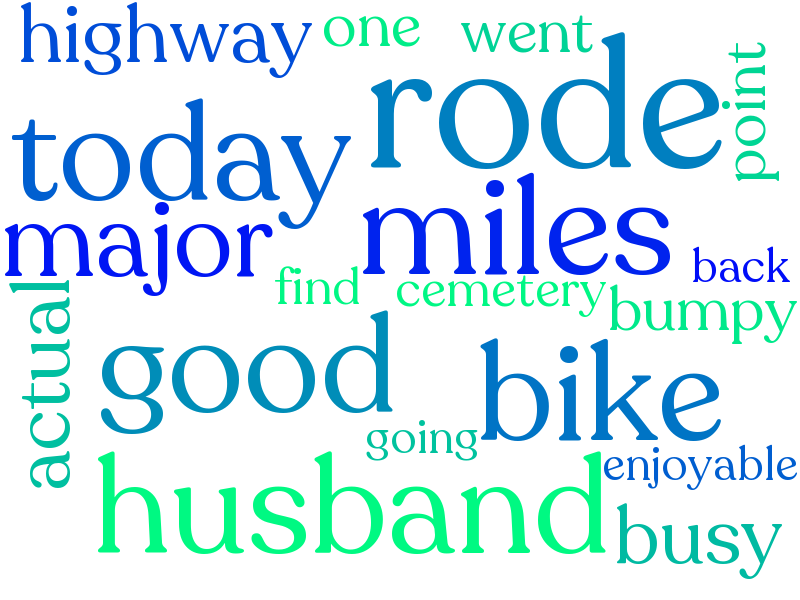 highway one went
rode
point
today
major miles
back
find cemetery bumpy
actual
good bike
going
enjoyable
husband
busy